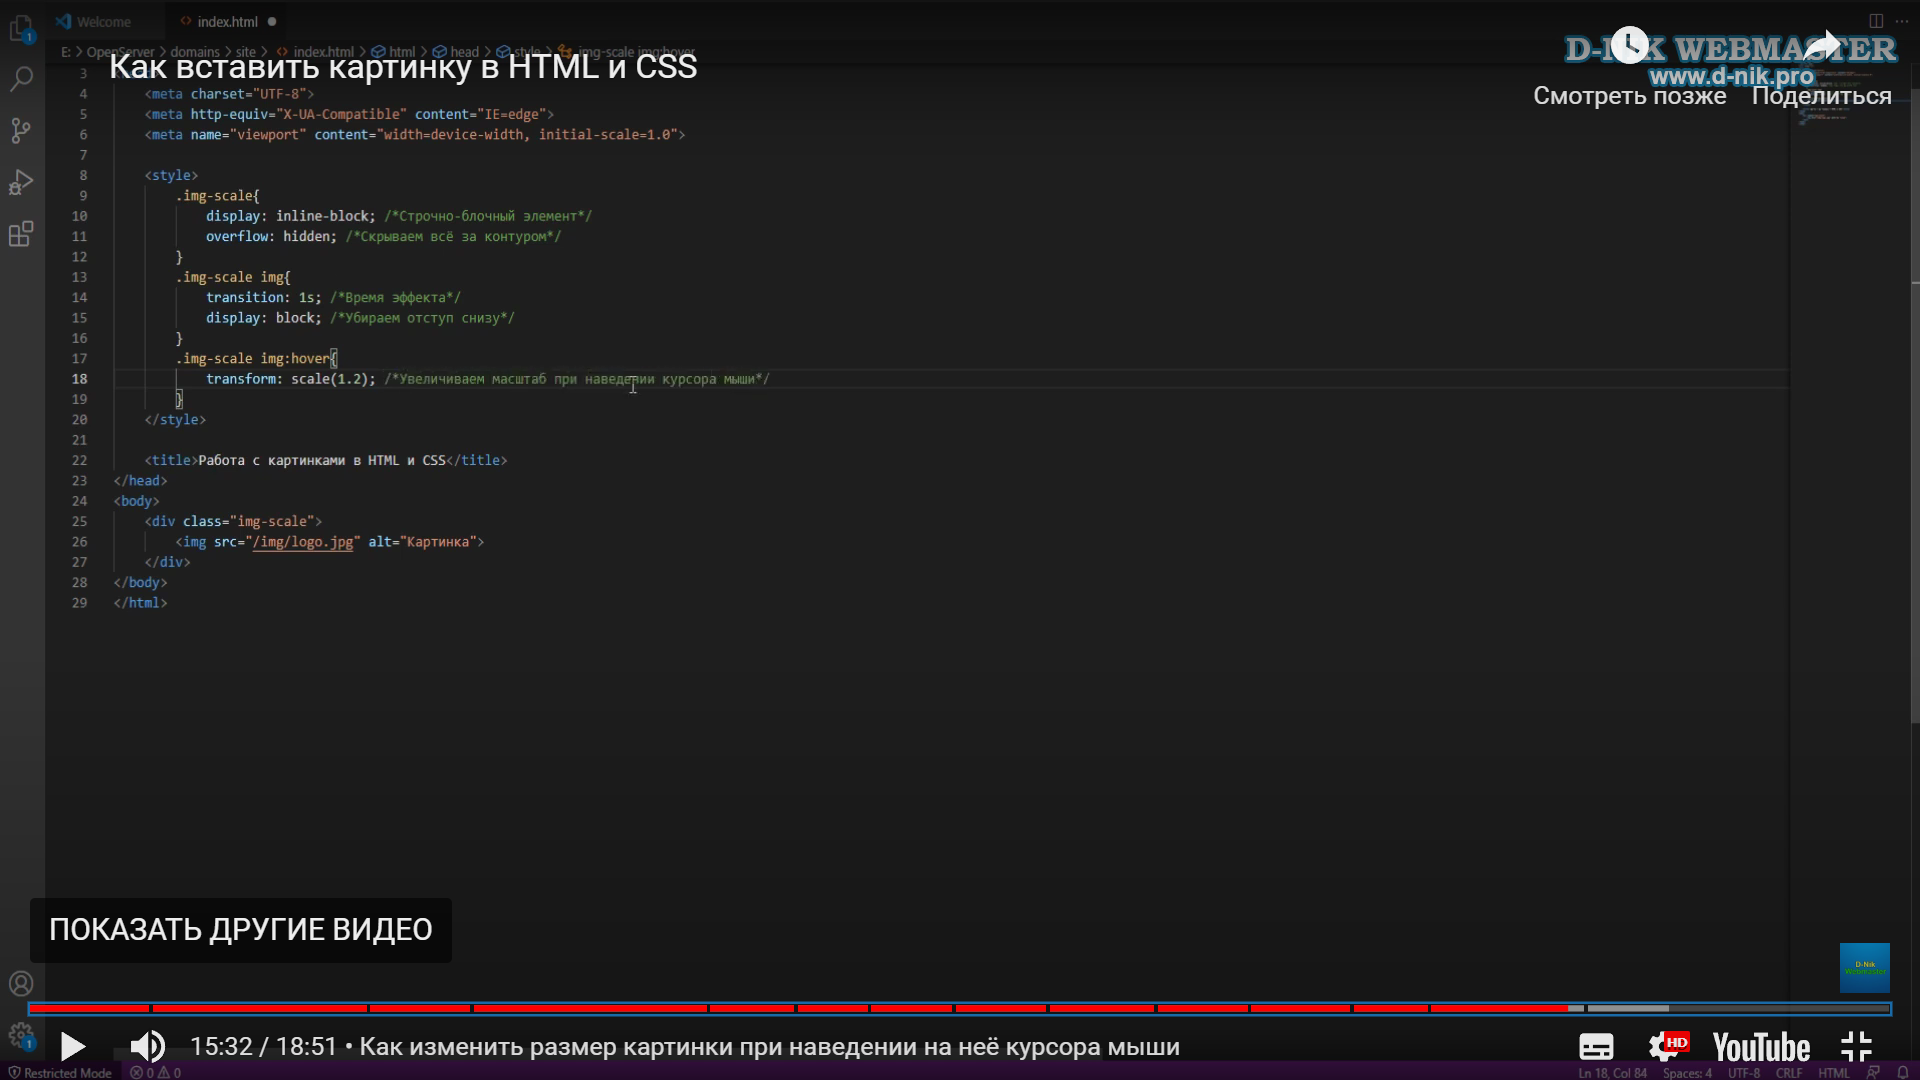 Welcome
index.html
E: > OpenServer > domains > site > index.html > html > head > style > img-scale img:hover
Как вставить картинку в HTML и CSS
D-NIK WEBMASTER
www.d-nik.pro
Смотреть позже
Поделиться
3
4 <meta charset="UTF-8">
5 <meta http-equiv="X-UA-Compatible" content="IE=edge">
6 <meta name="viewport" content="width=device-width, initial-scale=1.0">
7
8 <style>
9 .img-scale{
10 display: inline-block; /*Строчно-блочный элемент*/
11 overflow: hidden; /*Скрываем всё за контуром*/
12 }
13 .img-scale img{
14 transition: 1s; /*Время эффекта*/
15 display: block; /*Убираем отступ снизу*/
16 }
17 .img-scale img:hover{
18 transform: scale(1.2); /*Увеличиваем масштаб при наведении курсора мыши*/
19 }
20 </style>
21
22 <title>Работа с картинками в HTML и CSS</title>
23 </head>
24 <body>
25 <div class="img-scale">
26 <img src="/img/logo.jpg" alt="Картинка">
27 </div>
28 </body>
29 </html>
ПОКАЗАТЬ ДРУГИЕ ВИДЕО
D-Nik
Webmaster
15:32 / 18:51 • Как изменить размер картинки при наведении на неё курсора мыши
HD
YouTube
Restricted Mode
0
0
Ln 18, Col 84
Spaces: 4
UTF-8
CRLF
HTML
1
1